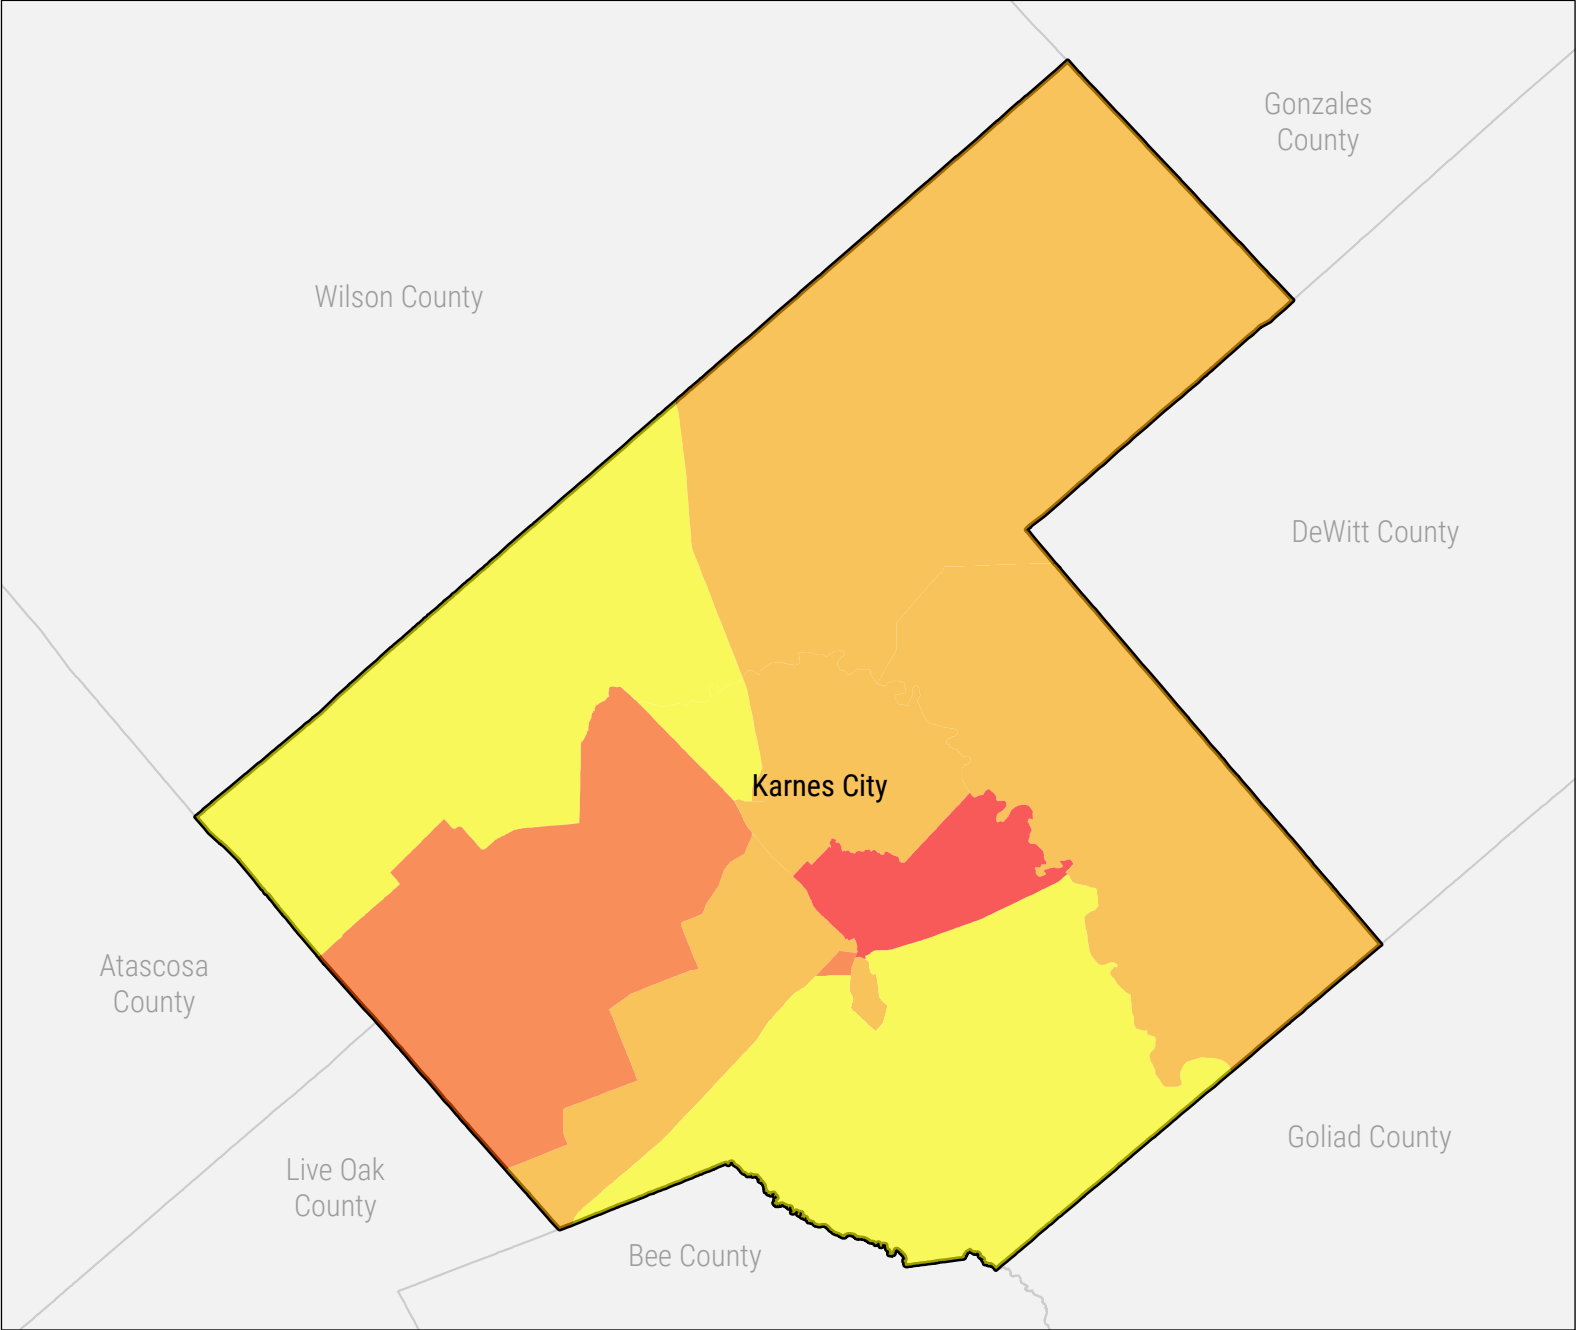 Gonzales
County
Wilson County
DeWitt County
Karnes City
Atascosa
County
Goliad County
Live Oak
County
Bee County